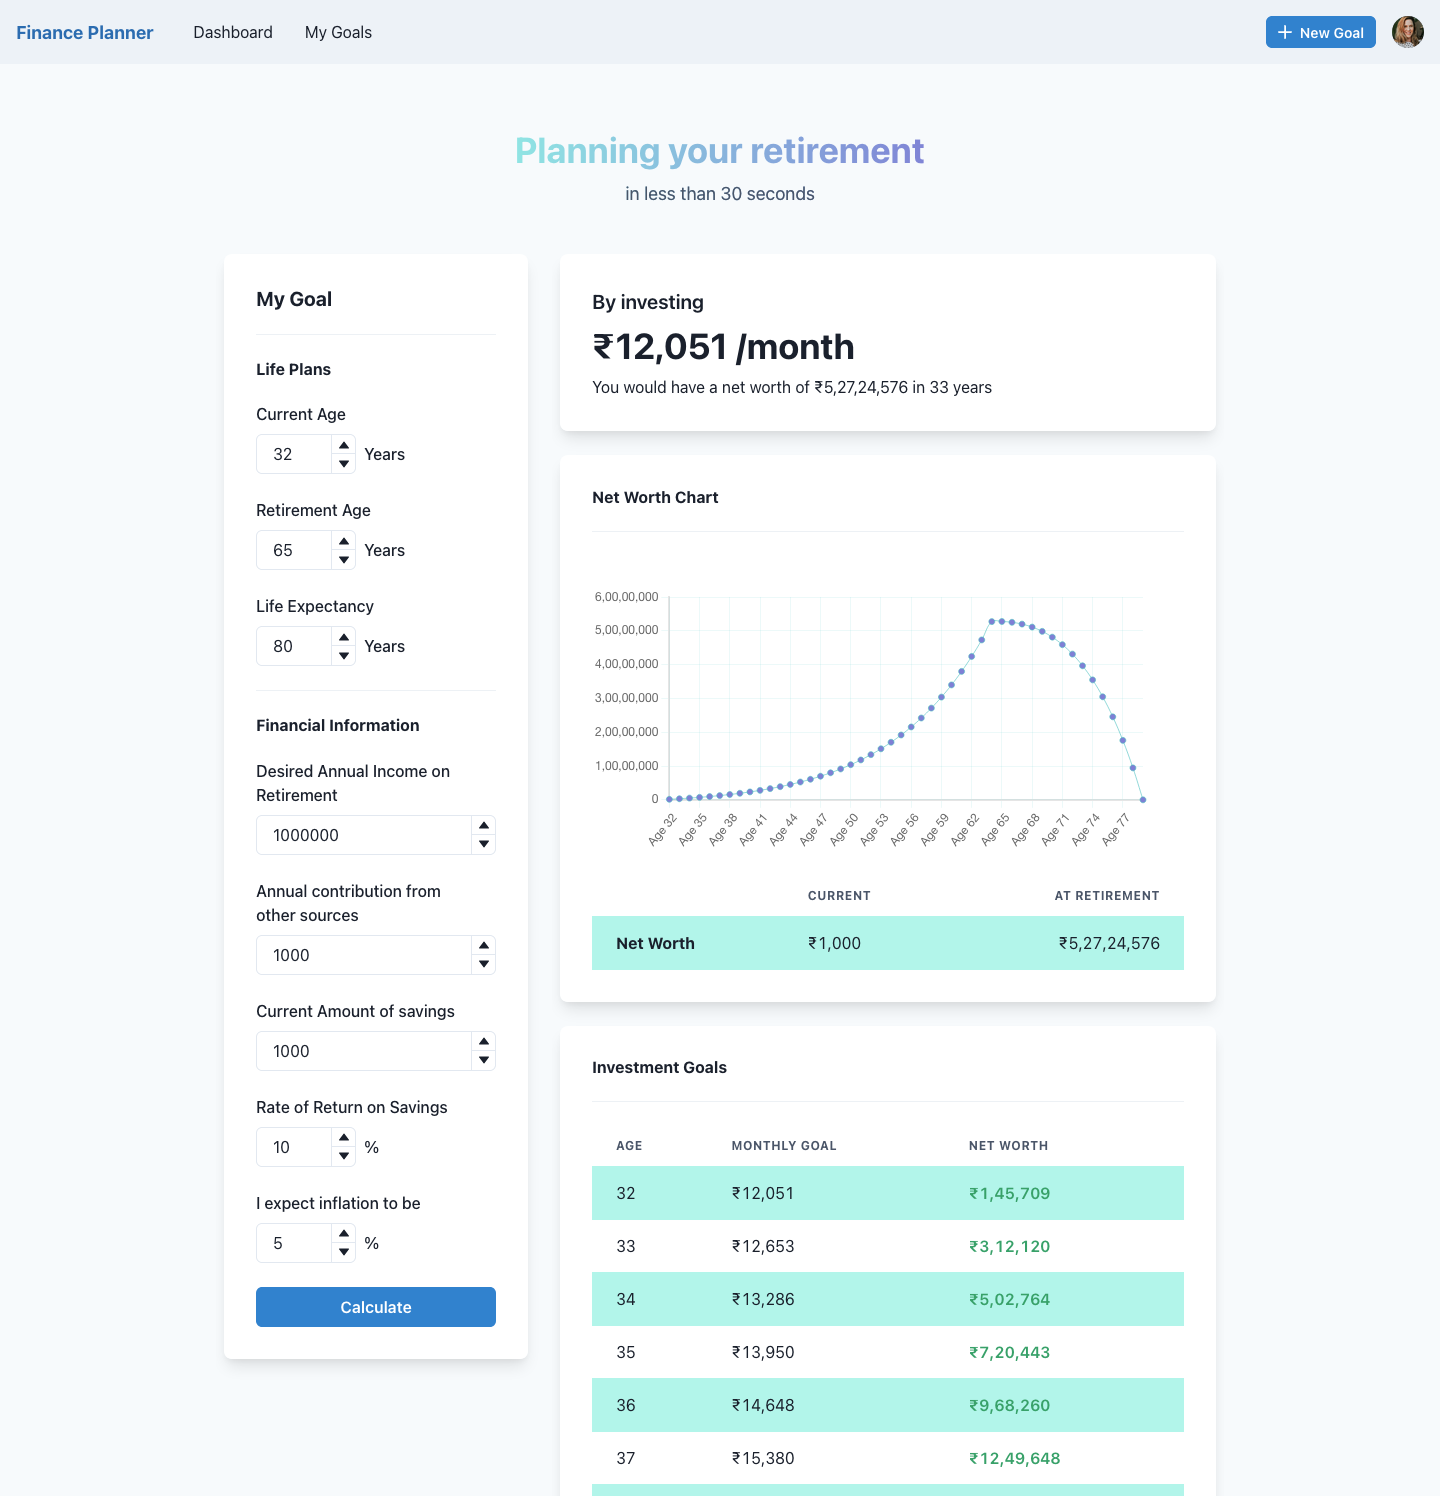 Finance Planner
Dashboard
My Goals
New Goal
Planning your retirement
in less than 30 seconds
My Goal
Life Plans
Current Age
32
Years
Retirement Age
65
Years
Life Expectancy
80
Years
Financial Information
Desired Annual Income on
Retirement
1000000
Annual contribution from
other sources
1000
Current Amount of savings
1000
Rate of Return on Savings
10
%
I expect inflation to be
5
%
Calculate
By investing
₹12,051 /month
You would have a net worth of ₹5,27,24,576 in 33 years
Net Worth Chart
6,00,00,000
5,00,00,000
4,00,00,000
3,00,00,000
2,00,00,000
1,00,00,000
0
Age 32
Age 35
Age 38
Age 41
Age 44
Age 47
Age 50
Age 53
Age 56
Age 59
Age 62
Age 65
Age 68
Age 71
Age 74
Age 77
CURRENT AT RETIREMENT
Net Worth ₹1,000 ₹5,27,24,576
Investment Goals
AGE MONTHLY GOAL NET WORTH
32 ₹12,051 ₹1,45,709
33 ₹12,653 ₹3,12,120
34 ₹13,286 ₹5,02,764
35 ₹13,950 ₹7,20,443
36 ₹14,648 ₹9,68,260
37 ₹15,380 ₹12,49,648